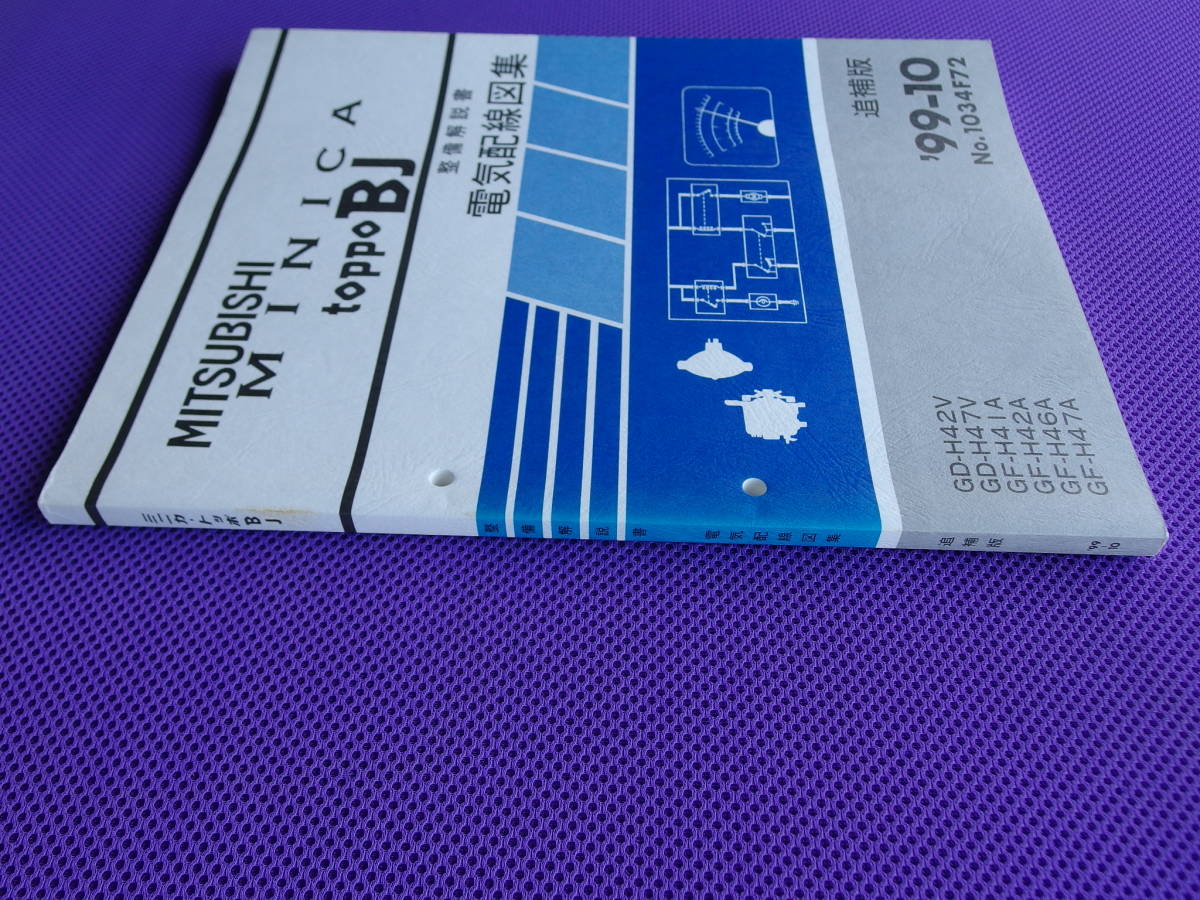 MITSUBISHI
MINICA
toppo BJ
整備解説書
電気配線図集
追補版
'99-10
No.1034F72
GD-H42V
GD-H47V
GF-H41A
GF-H42A
GF-H46A
GF-H47A
ミニカ・トッポBJ
整備解説書
電気配線図集
追補版
'99
10